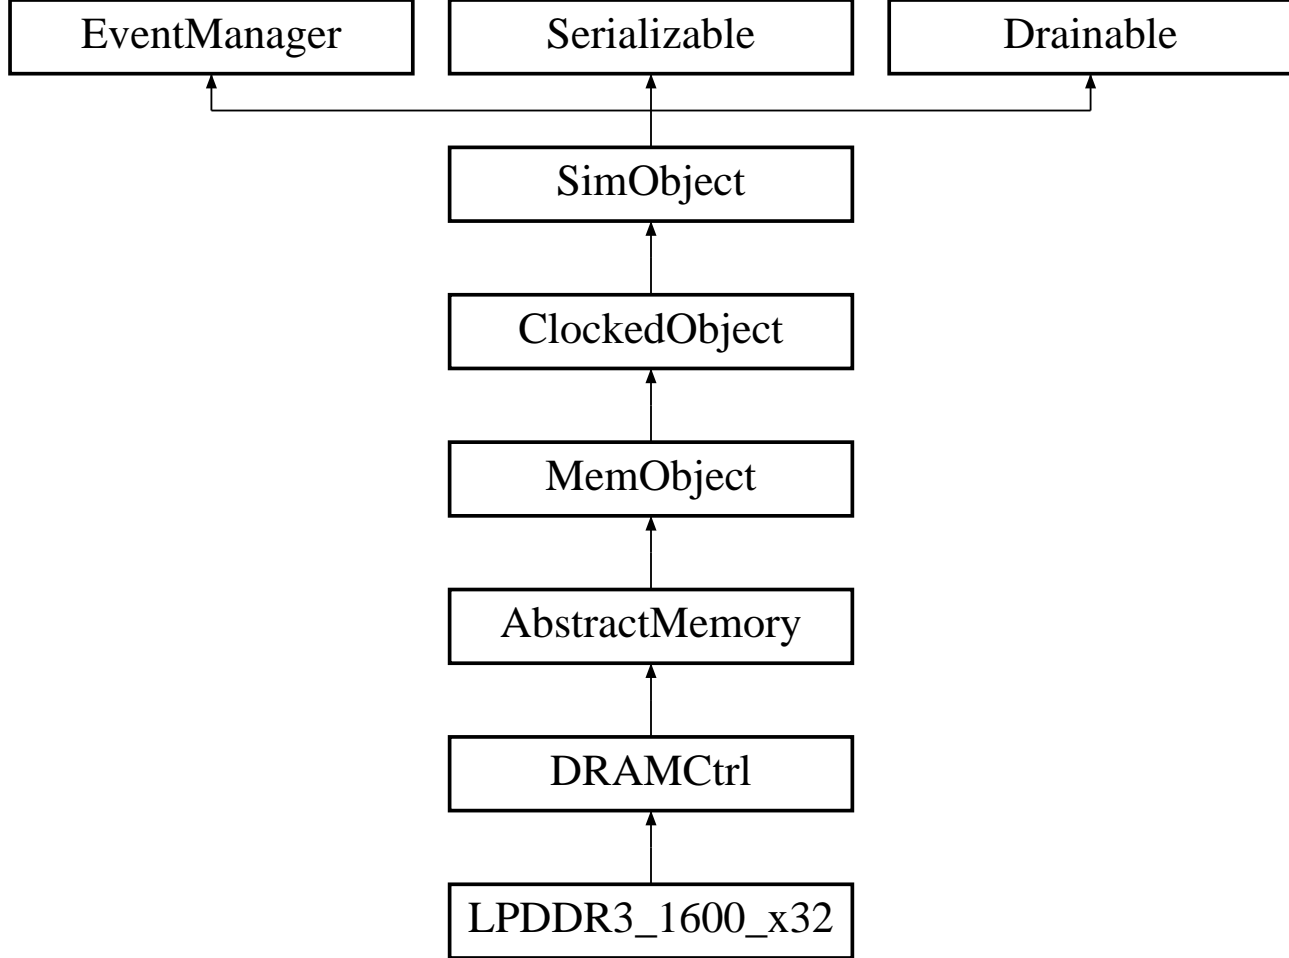 EventManager
Serializable
Drainable
SimObject
ClockedObject
MemObject
AbstractMemory
DRAMCtrl
LPDDR3_1600_x32